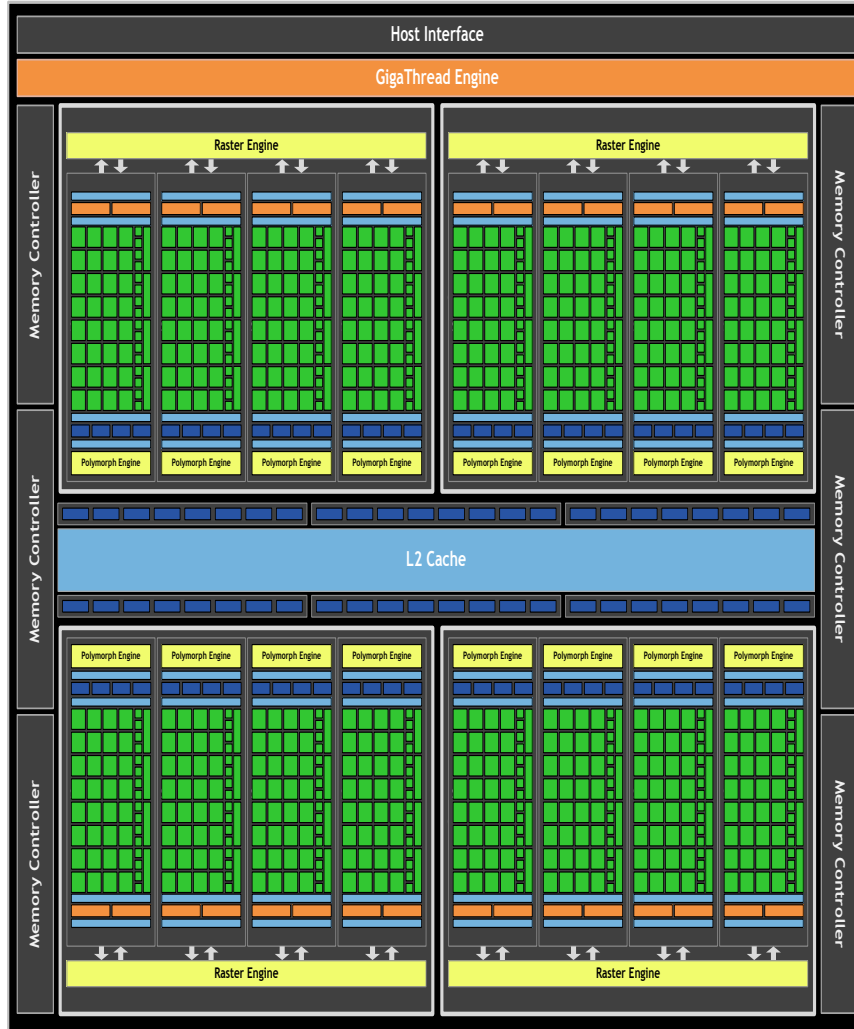 Host Interface
GigaThread Engine
Memory Controller
Raster Engine
Raster Engine
Memory Controller
Polymorph Engine Polymorph Engine Polymorph Engine Polymorph Engine
Polymorph Engine Polymorph Engine Polymorph Engine Polymorph Engine
Memory Controller
L2 Cache
Memory Controller
Polymorph Engine Polymorph Engine Polymorph Engine Polymorph Engine
Polymorph Engine Polymorph Engine Polymorph Engine Polymorph Engine
Memory Controller
Raster Engine
Raster Engine
Memory Controller